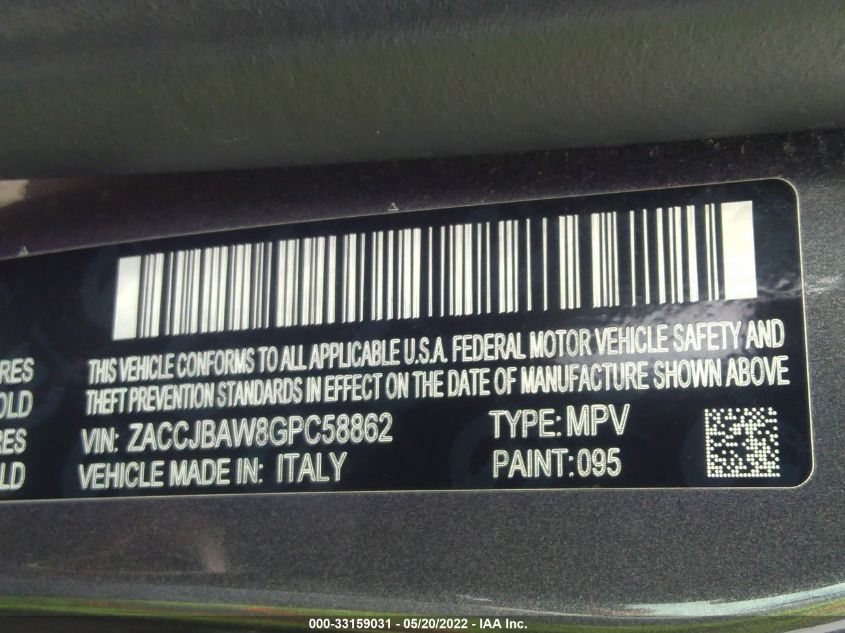 THIS VEHICLE CONFORMS TO ALL APPLICABLE U.S.A. FEDERAL MOTOR VEHICLE SAFETY AND
THEFT PREVENTION STANDARDS IN EFFECT ON THE DATE OF MANUFACTURE SHOWN ABOVE
RES
OLD
RES
LD
VIN: ZACCJBAW8GPC58862 TYPE: MPV
VEHICLE MADE IN: ITALY PAINT: 095
000-33159031 - 05/20/2022 - IAA Inc.